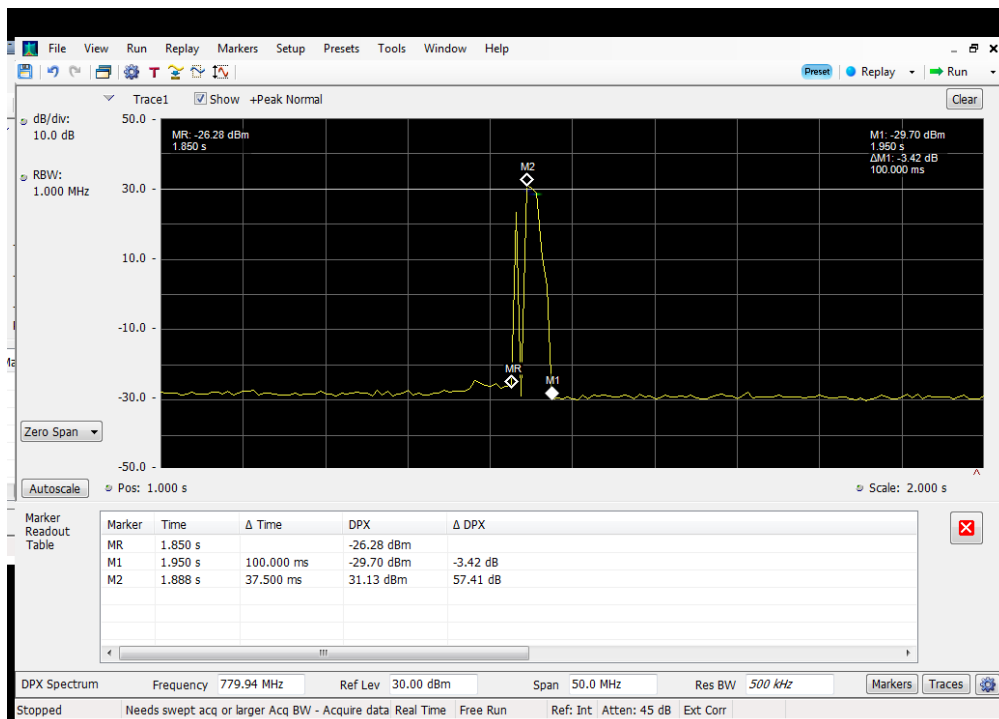 File View Run Replay Markers Setup Presets Tools Window Help
T Preset Replay Run
Trace1 Show +Peak Normal Clear
dB/div:
10.0 dB
RBW:
1.000 MHz
50.0
30.0
10.0
-10.0
-30.0
-50.0
MR: -26.28 dBm
1.850 s
M1: -29.70 dBm
1.950 s
ΔM1: -3.42 dB
100.000 ms
M2
MR
M1
Zero Span
Autoscale Pos: 1.000 s Scale: 2.000 s
Marker
Readout
Table
Marker Time Δ Time DPX Δ DPX
MR 1.850 s -26.28 dBm
M1 1.950 s 100.000 ms -29.70 dBm -3.42 dB
M2 1.888 s 37.500 ms 31.13 dBm 57.41 dB
DPX Spectrum Frequency 779.94 MHz Ref Lev 30.00 dBm Span 50.0 MHz Res BW 500 kHz Markers Traces
Stopped Needs swept acq or larger Acq BW - Acquire data Real Time Free Run Ref: Int Atten: 45 dB Ext Corr